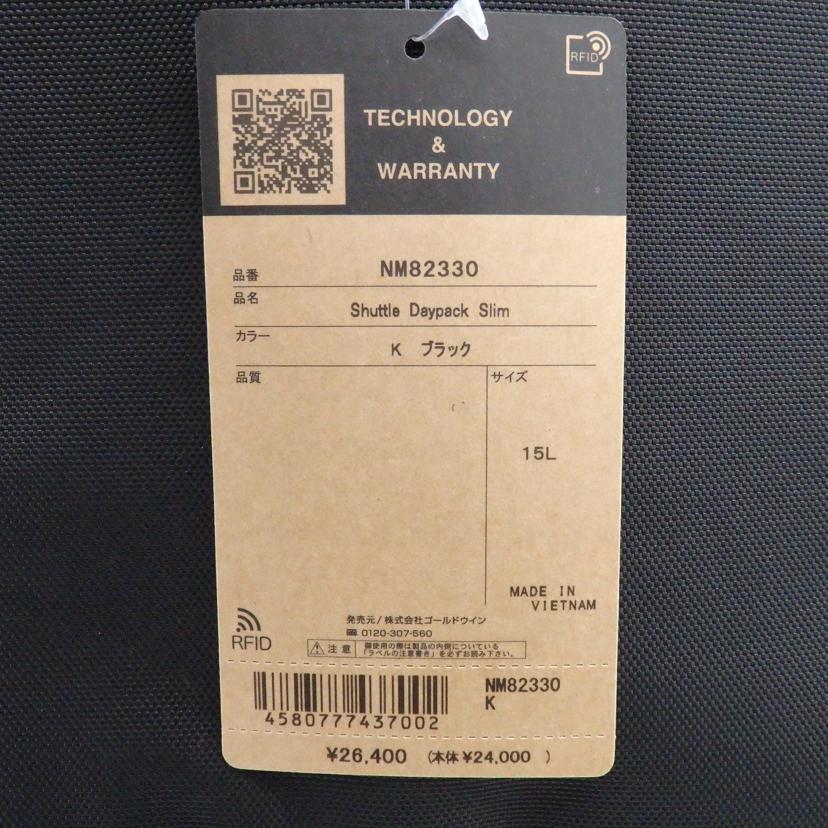 RFID
TECHNOLOGY
&
WARRANTY
品番 NM82330
品名 Shuttle Daypack Slim
カラー K ブラック
品質 サイズ
15L
MADE IN
VIETNAM
RFID
発売元/株式会社ゴールドウイン
0120-307-560
注意 御使用の際は製品の内側についている
「ラベルの注意書き」を必ずお読み下さい。
4580777437002
NM82330
K
¥26,400 (本体¥24,000 )